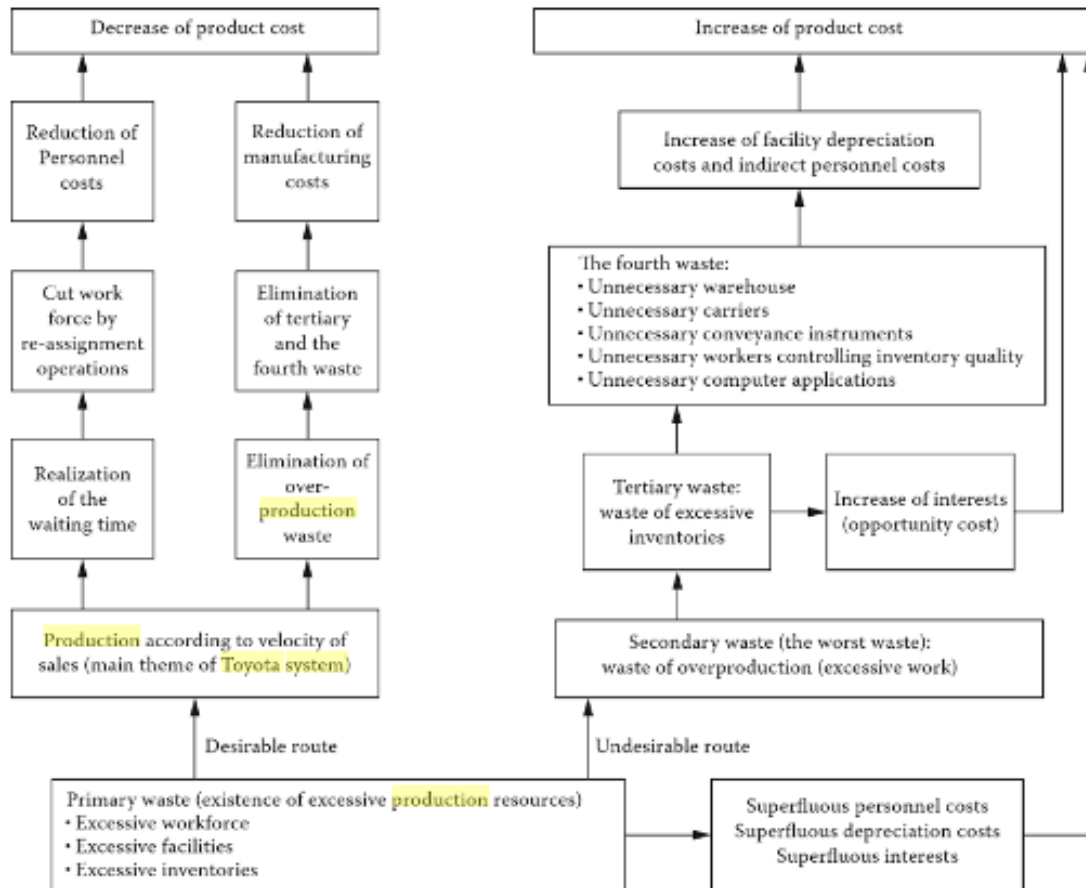 Decrease of product cost
Increase of product cost
Reduction of
Personnel
costs
Reduction of
manufacturing
costs
Increase of facility depreciation
costs and indirect personnel costs
Cut work
force by
re-assignment
operations
Elimination
of tertiary
and the
fourth waste
The fourth waste:
• Unnecessary warehouse
• Unnecessary carriers
• Unnecessary conveyance instruments
• Unnecessary workers controlling inventory quality
• Unnecessary computer applications
Realization
of the
waiting time
Elimination of
over-
production
waste
Tertiary waste:
waste of excessive
inventories
Increase of interests
(opportunity cost)
Production according to velocity of
sales (main theme of Toyota system)
Secondary waste (the worst waste):
waste of overproduction (excessive work)
Desirable route
Undesirable route
Primary waste (existence of excessive production resources)
• Excessive workforce
• Excessive facilities
• Excessive inventories
Superfluous personnel costs
Superfluous depreciation costs
Superfluous interests